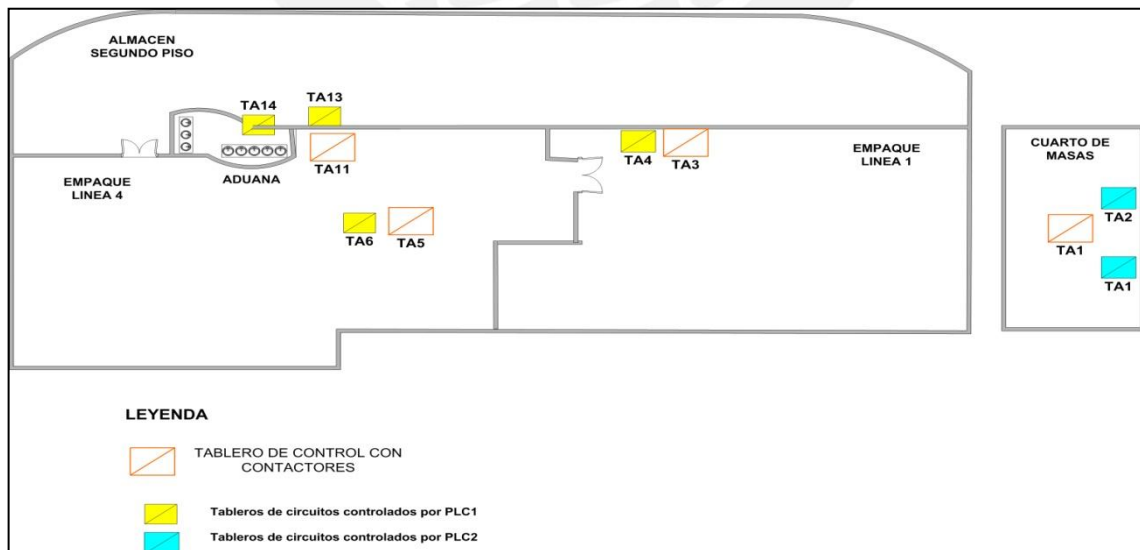 ALMACEN
SEGUNDO PISO
TA14
TA13
TA11
ADUANA
EMPAQUE
LINEA 4
TA6
TA5
TA4
TA3
EMPAQUE
LINEA 1
CUARTO DE
MASAS
TA2
TA1
TA1
LEYENDA
TABLERO DE CONTROL CON
CONTACTORES
Tableros de circuitos controlados por PLC1
Tableros de circuitos controlados por PLC2